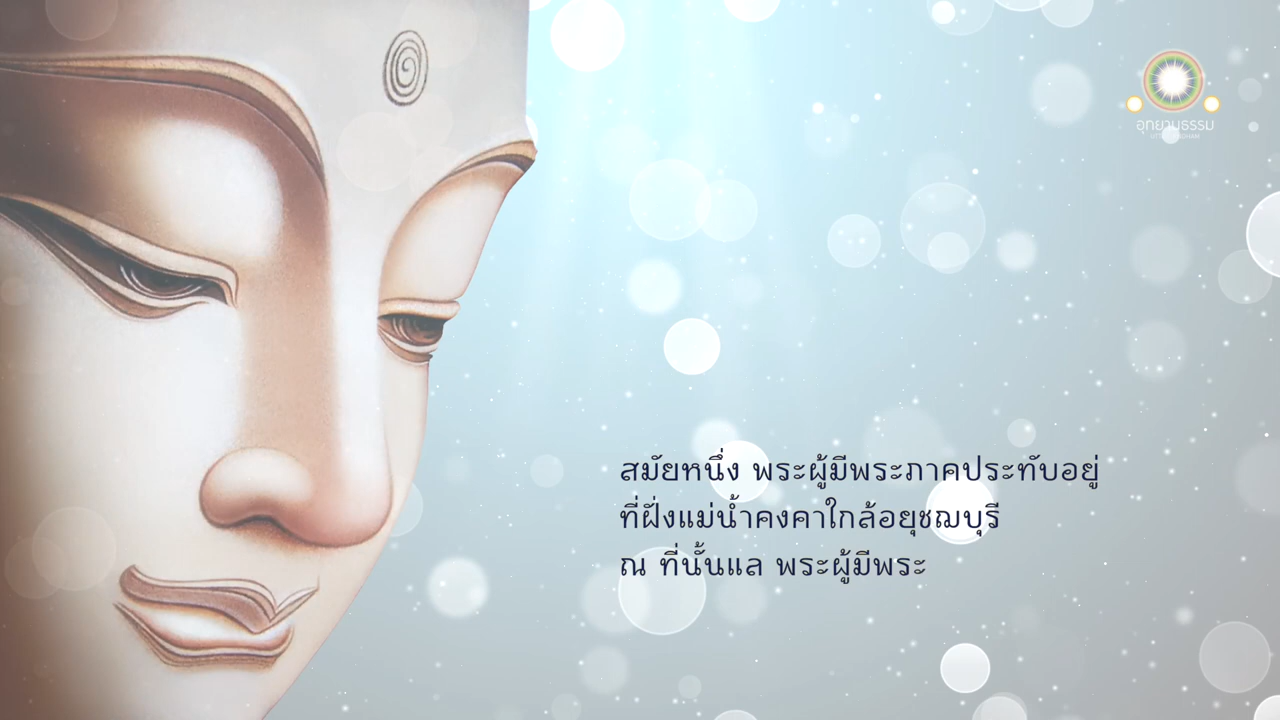 อุทยานธรรม
สมัยหนึ่ง พระผู้มีพระภาคประทับอยู่
ที่ฝั่งแม่น้ำคงคาใกล้อยุชฌบุรี
ณ ที่นั้นแล พระผู้มีพระ